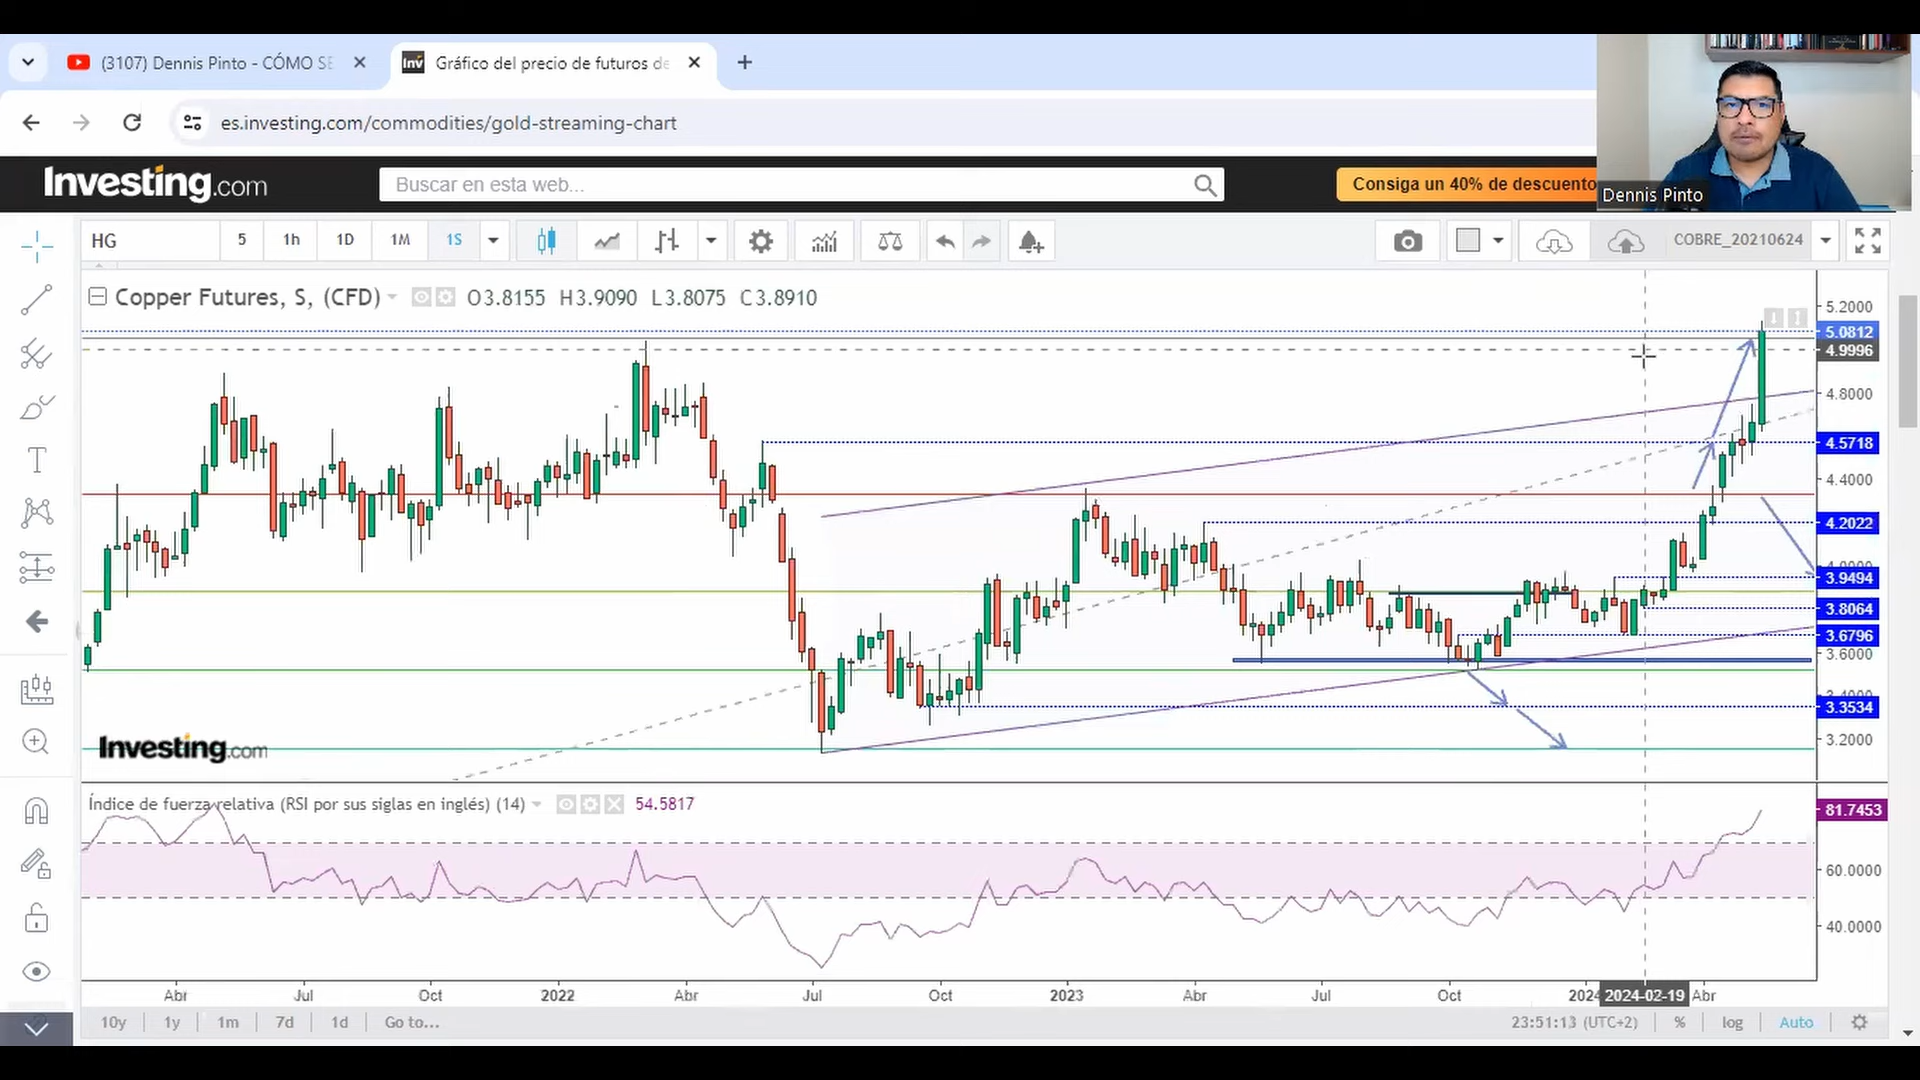 (3107) Dennis Pinto - CÓMO SE
Gráfico del precio de futuros de
es.investing.com/commodities/gold-streaming-chart
Investing.com
Buscar en esta web...
Consiga un 40% de descuento
Dennis Pinto
HG
5
1h
1D
1M
1S
COBRE_20210624
Copper Futures, S, (CFD)
O3.8155 H3.9090 L3.8075 C3.8910
5.2000
5.0812
4.9996
4.8000
4.5718
4.4000
4.2022
3.9494
3.8064
3.6796
3.6000
3.3534
3.2000
Investing.com
Índice de fuerza relativa (RSI por sus siglas en inglés) (14)
54.5817
81.7453
60.0000
40.0000
Abr
Jul
Oct
2022
Abr
Jul
Oct
2023
Abr
Jul
Oct
2024
2024-02-19
Abr
10y
1y
1m
7d
1d
Go to...
23:51:13 (UTC+2)
%
log
Auto